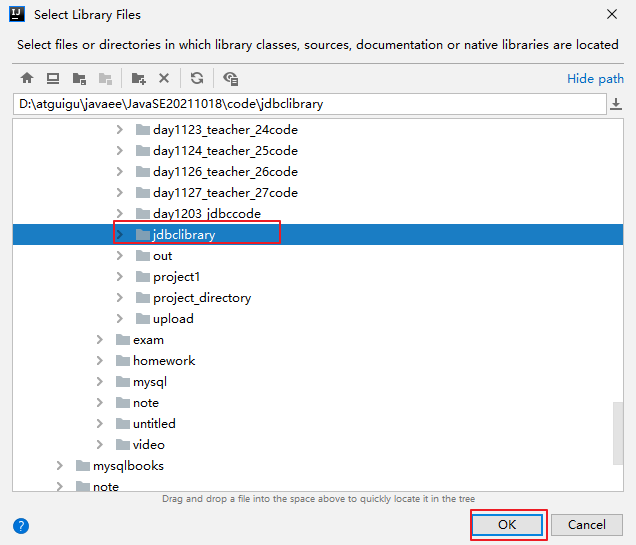 Select Library Files
Select files or directories in which library classes, sources, documentation or native libraries are located
Hide path
D:\atguigu\javaee\JavaSE20211018\code\jdbclibrary
day1123_teacher_24code
day1124_teacher_25code
day1126_teacher_26code
day1127_teacher_27code
day1203_jdbccode
jdbclibrary
out
project1
project_directory
upload
exam
homework
mysql
note
untitled
video
mysqlbooks
note
Drag and drop a file into the space above to quickly locate it in the tree
? OK Cancel